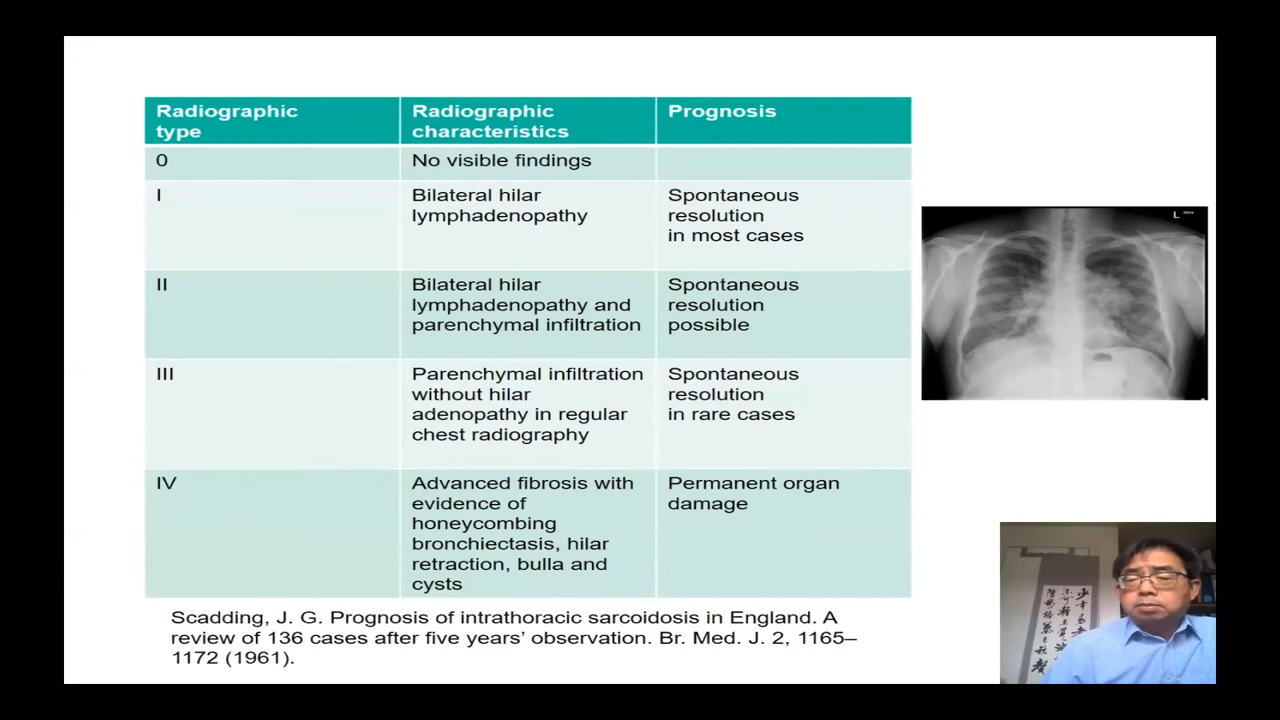 Radiographic type
Radiographic characteristics
Prognosis
0
No visible findings
I
Bilateral hilar
lymphadenopathy
Spontaneous
resolution
in most cases
II
Bilateral hilar
lymphadenopathy and
parenchymal infiltration
Spontaneous
resolution
possible
III
Parenchymal infiltration
without hilar
adenopathy in regular
chest radiography
Spontaneous
resolution
in rare cases
IV
Advanced fibrosis with
evidence of
honeycombing
bronchiectasis, hilar
retraction, bulla and
cysts
Permanent organ
damage
Scadding, J. G. Prognosis of intrathoracic sarcoidosis in England. A
review of 136 cases after five years’ observation. Br. Med. J. 2, 1165–
1172 (1961).
L